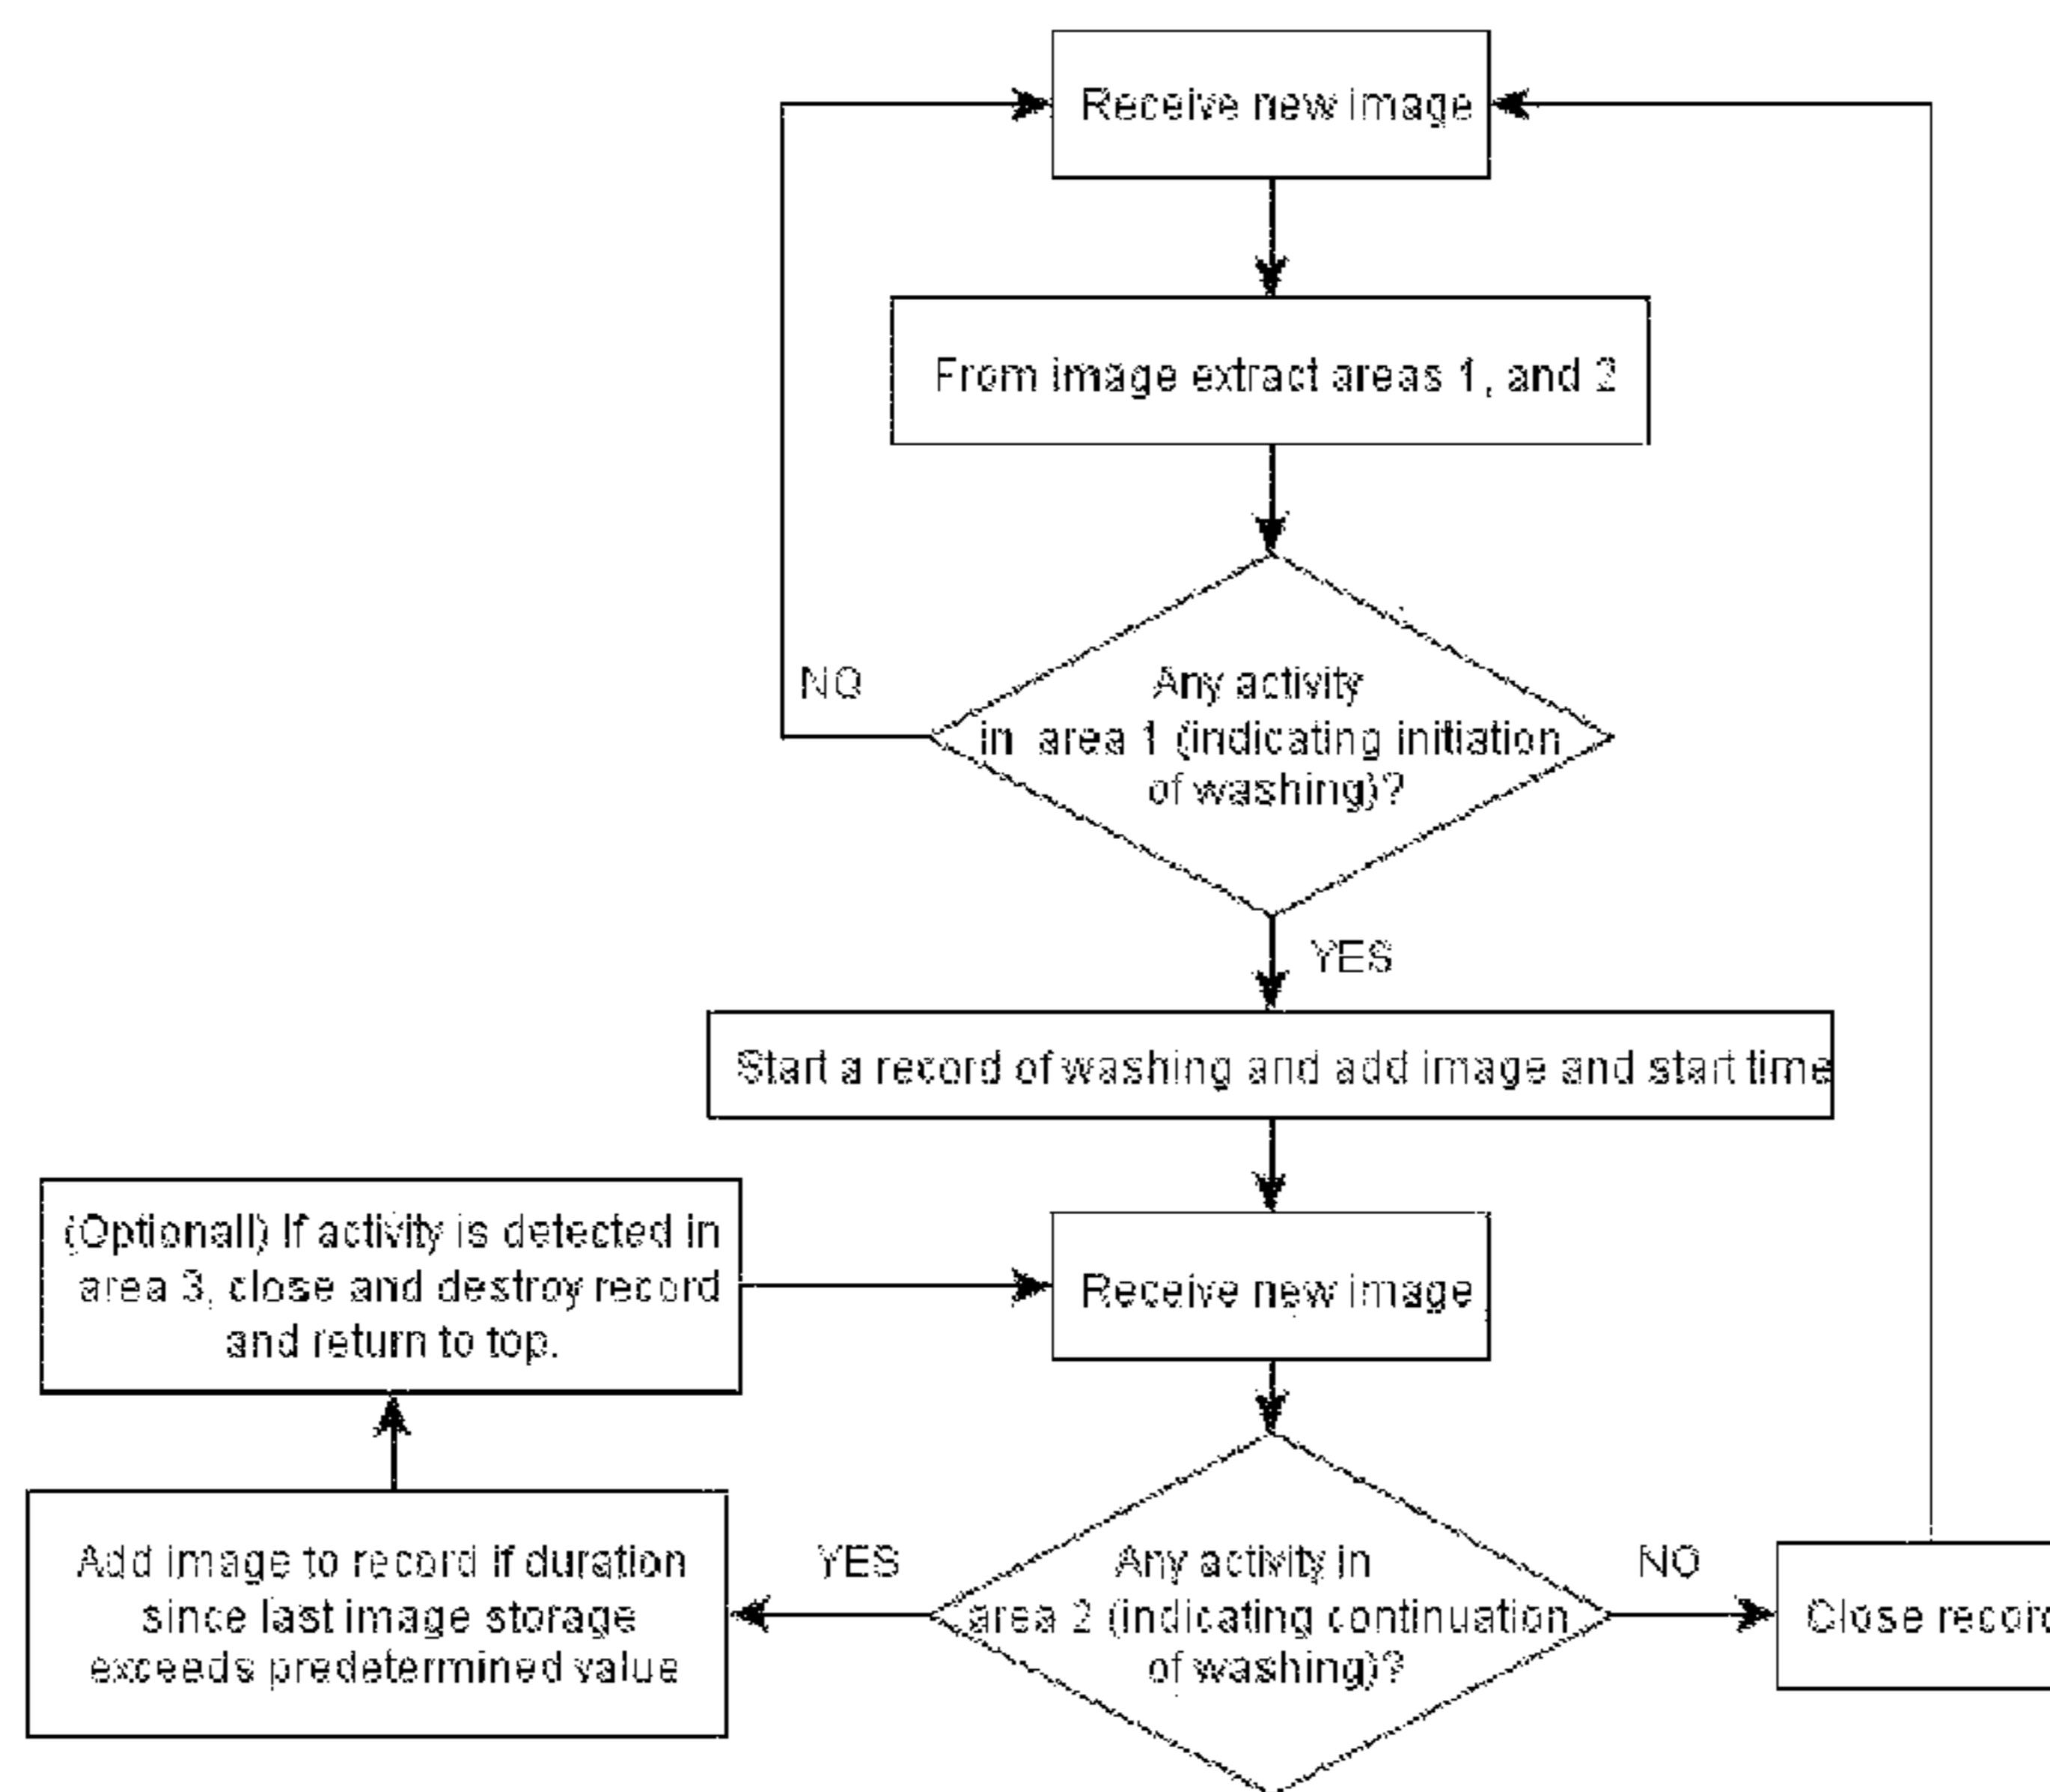 Receive new image
From image extract areas 1, and 2
NO
Any activity
in area 1 (indicating initiation
of washing)?
YES
Start a record of washing and add image and start time
(Optionall) If activity is detected in
area 3, close and destroy record
and return to top.
Receive new image
Add image to record if duration
since last image storage
exceeds predetermined value
YES
Any activity in
area 2 (indicating continuation
of washing)?
NO
Close record